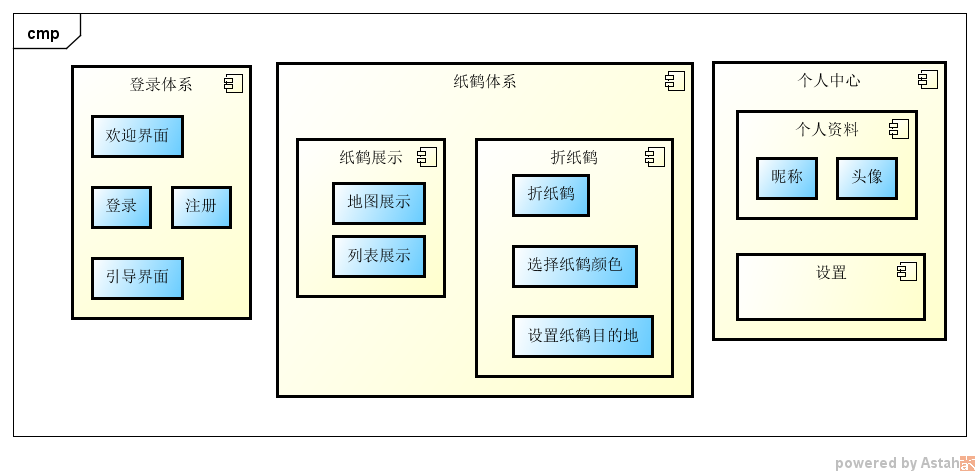 cmp
登录体系
欢迎界面
登录
注册
引导界面
纸鹤体系
纸鹤展示
地图展示
列表展示
折纸鹤
折纸鹤
选择纸鹤颜色
设置纸鹤目的地
个人中心
个人资料
昵称
头像
设置
powered by Astah